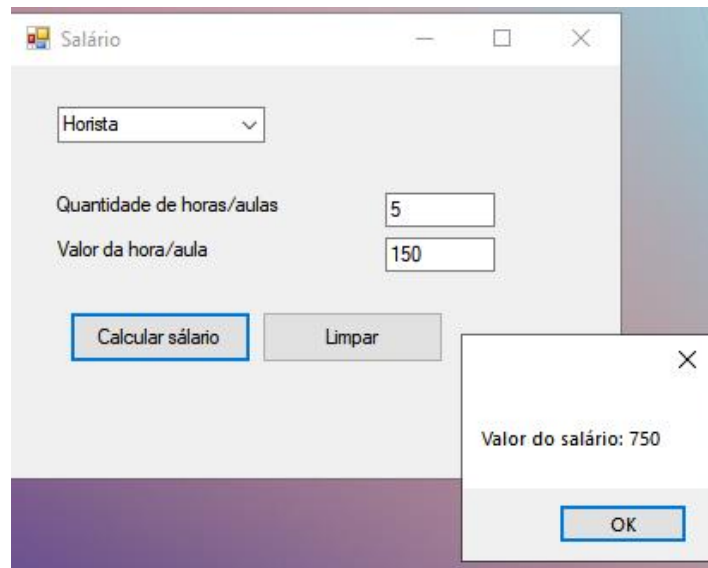 Salário
Horista
Quantidade de horas/aulas 5
Valor da hora/aula 150
Calcular sálario Limpar
Valor do salário: 750
OK